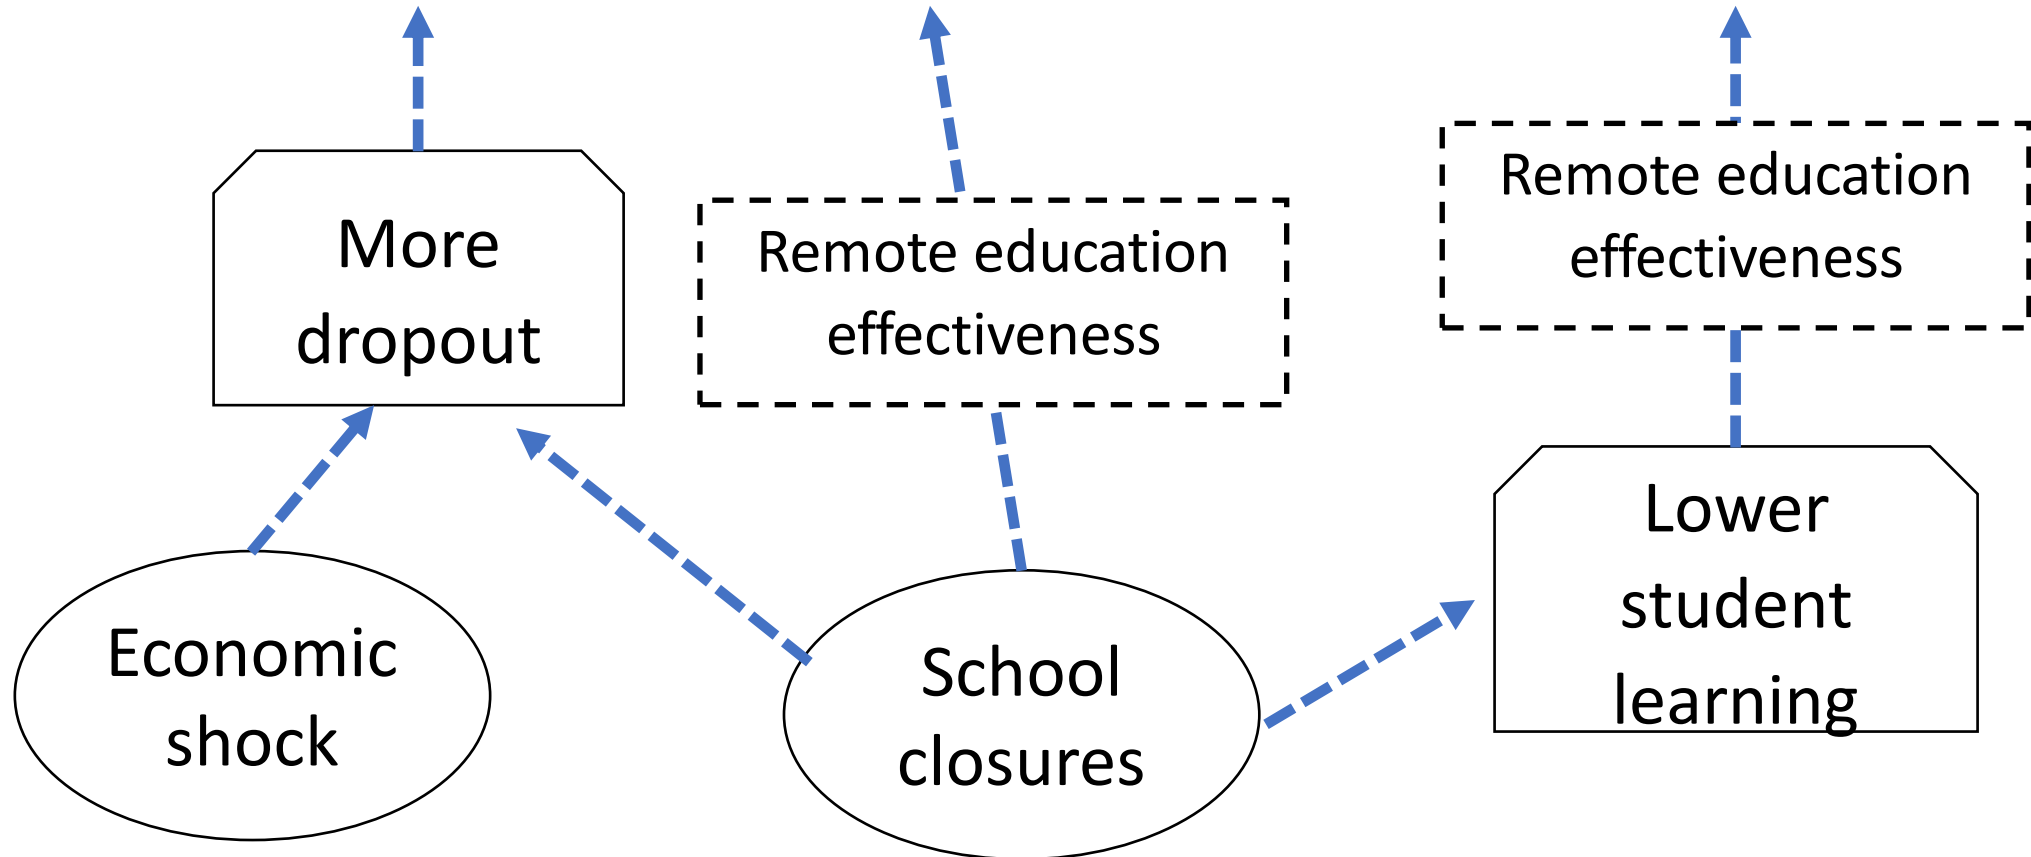 More
dropout
Remote education
effectiveness
Remote education
effectiveness
Economic
shock
School
closures
Lower
student
learning